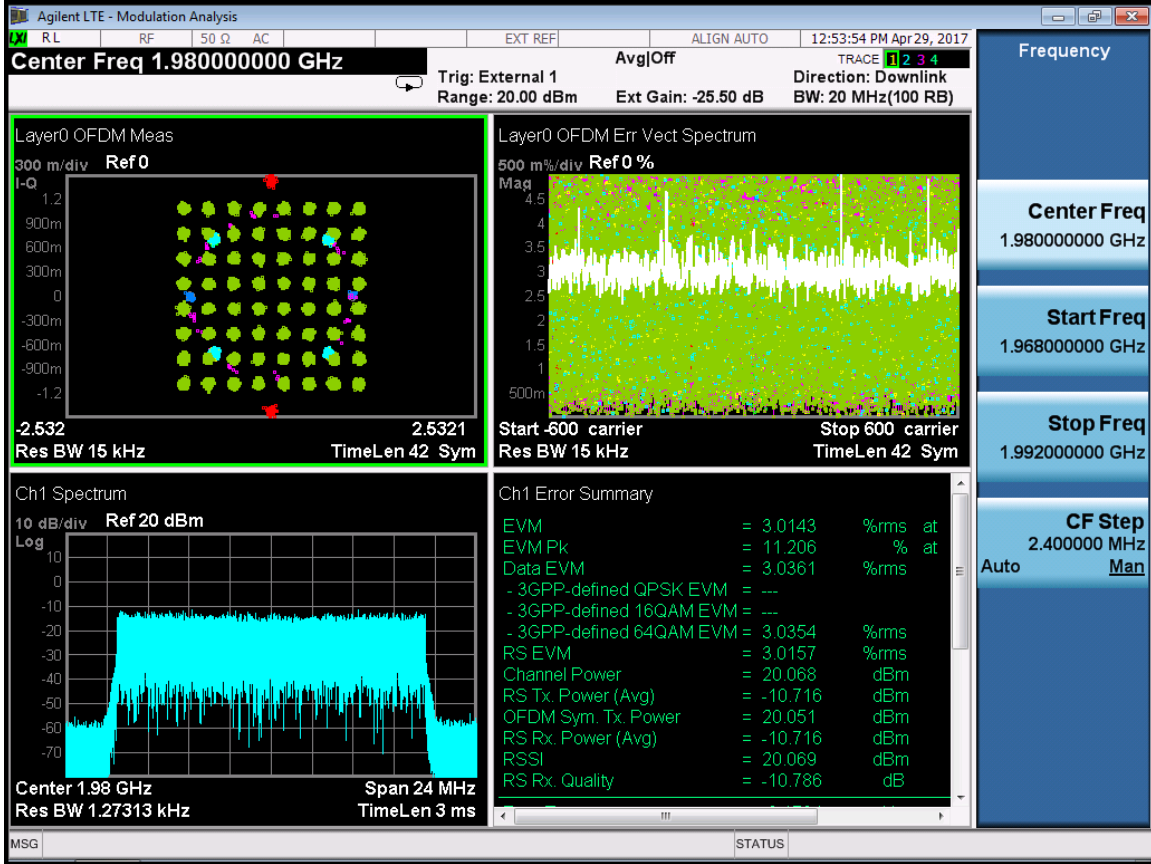 Agilent LTE - Modulation Analysis
LXI RL RF 50 Ω AC EXT REF ALIGN AUTO 12:53:54 PM Apr 29, 2017
Center Freq 1.980000000 GHz
Avg|Off
TRACE 1 2 3 4
Trig: External 1
Direction: Downlink
Range: 20.00 dBm Ext Gain: -25.50 dB BW: 20 MHz(100 RB)
Layer0 OFDM Meas
300 m/div Ref 0
I-Q
1.2
900m
600m
300m
0
-300m
-600m
-900m
-1.2
-2.532 2.5321
Res BW 15 kHz TimeLen 42 Sym
Layer0 OFDM Err Vect Spectrum
500 m%/div Ref 0 %
Mag
4.5
4
3.5
3
2.5
2
1.5
1
500m
Start -600 carrier Stop 600 carrier
Res BW 15 kHz TimeLen 42 Sym
Ch1 Spectrum
10 dB/div Ref 20 dBm
Log
10
0
-10
-20
-30
-40
-50
-60
-70
Center 1.98 GHz Span 24 MHz
Res BW 1.27313 kHz TimeLen 3 ms
Ch1 Error Summary
EVM = 3.0143 %rms at
EVM Pk = 11.206 % at
Data EVM = 3.0361 %rms
- 3GPP-defined QPSK EVM = ---
- 3GPP-defined 16QAM EVM = ---
- 3GPP-defined 64QAM EVM = 3.0354 %rms
RS EVM = 3.0157 %rms
Channel Power = 20.068 dBm
RS Tx. Power (Avg) = -10.716 dBm
OFDM Sym. Tx. Power = 20.051 dBm
RS Rx. Power (Avg) = -10.716 dBm
RSSI = 20.069 dBm
RS Rx. Quality = -10.786 dB
Frequency
Center Freq
1.980000000 GHz
Start Freq
1.968000000 GHz
Stop Freq
1.992000000 GHz
CF Step
2.400000 MHz
Auto Man
MSG STATUS